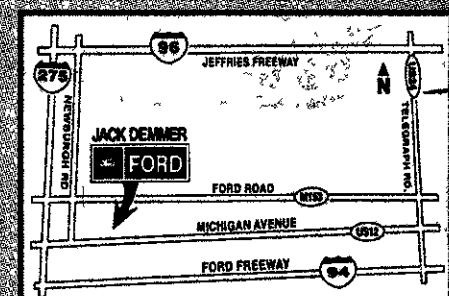 96
JEFFRIES FREEWAY
275
N
US24
NEWBURGH RD
TELEGRAPH RD.
JACK DEMMER
FORD
FORD ROAD
M153
MICHIGAN AVENUE
US12
FORD FREEWAY
94